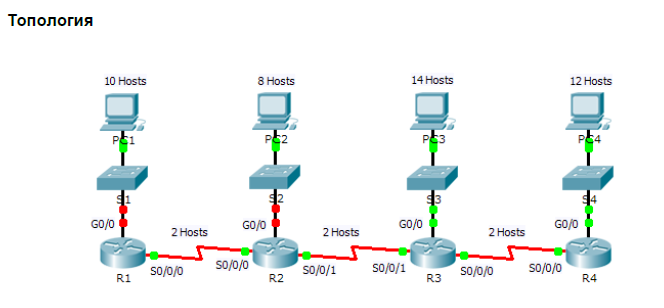 Топология
10 Hosts 8 Hosts 14 Hosts 12 Hosts
PC1 PC2 PC3 PC4
S1 S2 S3 S4
G0/0 G0/0 G0/0 G0/0
2 Hosts 2 Hosts 2 Hosts
S0/0/0 S0/0/0 S0/0/1 S0/0/1 S0/0/0 S0/0/0
R1 R2 R3 R4